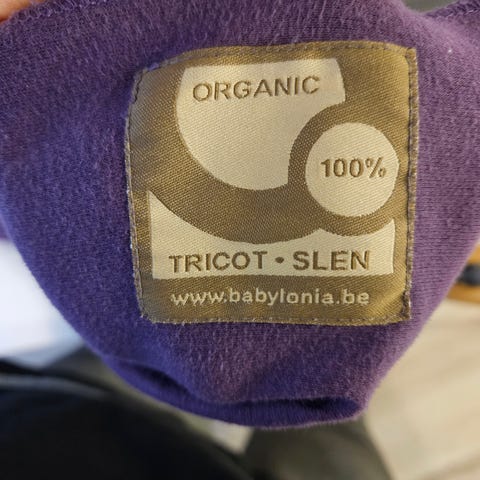 ORGANIC
100%
TRICOT • SLEN
www.babylonia.be